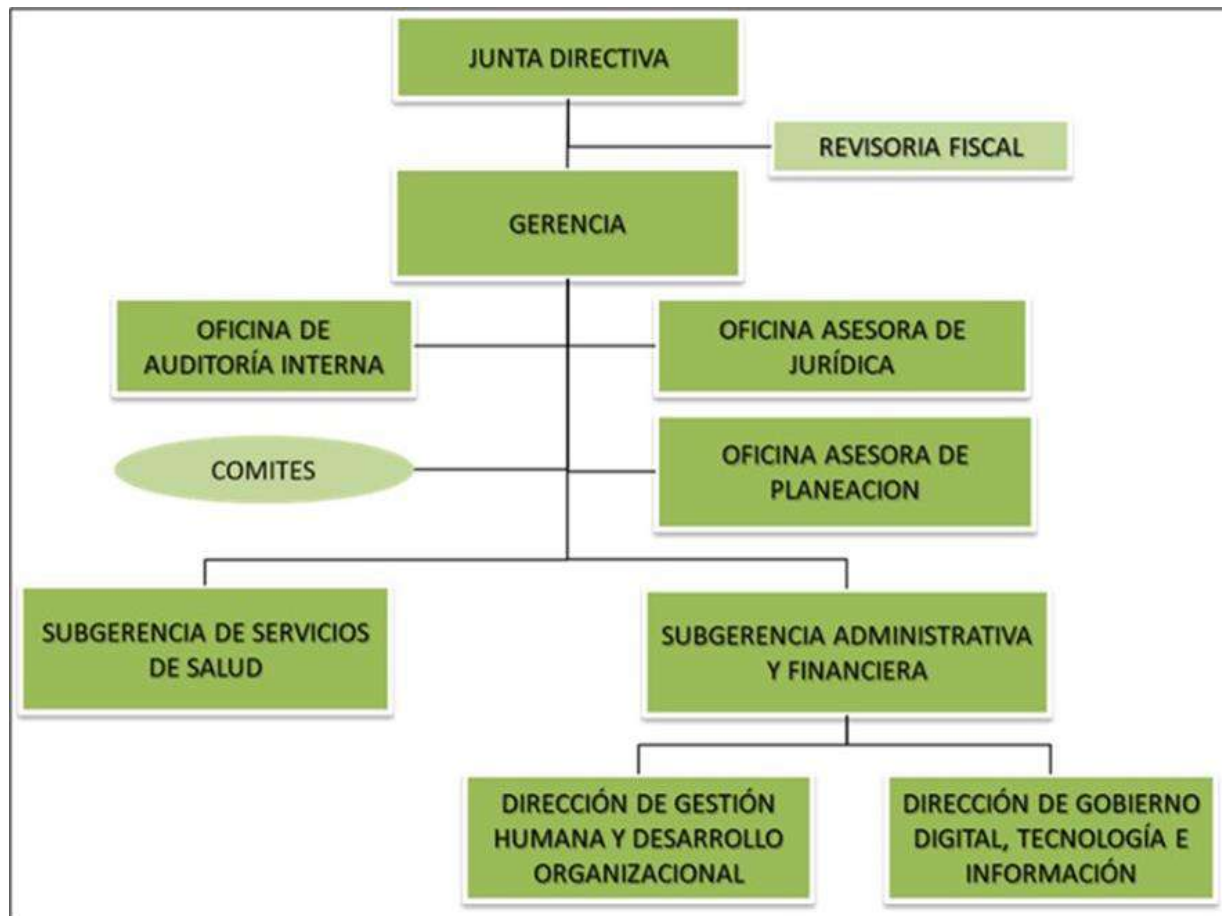 JUNTA DIRECTIVA
REVISORIA FISCAL
GERENCIA
OFICINA DE
AUDITORÍA INTERNA
OFICINA ASESORA DE
JURÍDICA
COMITES
OFICINA ASESORA DE
PLANEACION
SUBGERENCIA DE SERVICIOS
DE SALUD
SUBGERENCIA ADMINISTRATIVA
Y FINANCIERA
DIRECCIÓN DE GESTIÓN
HUMANA Y DESARROLLO
ORGANIZACIONAL
DIRECCIÓN DE GOBIERNO
DIGITAL, TECNOLOGÍA E
INFORMACIÓN